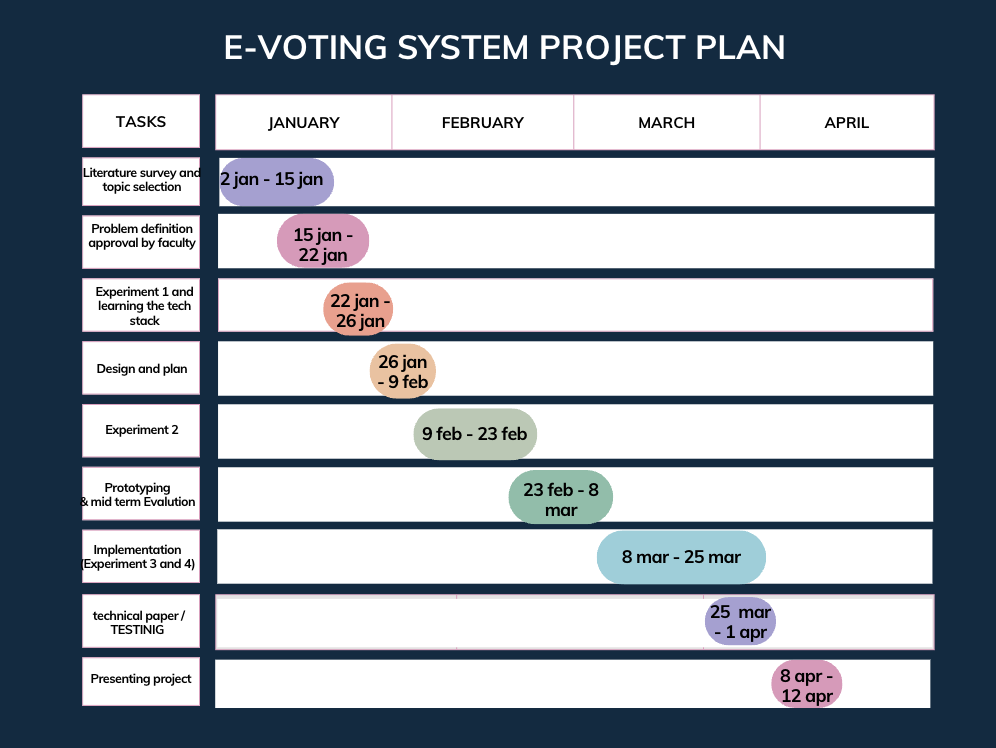 E-VOTING SYSTEM PROJECT PLAN
TASKS
JANUARY
FEBRUARY
MARCH
APRIL
Literature survey and
topic selection
2 jan - 15 jan
Problem definition
approval by faculty
15 jan -
22 jan
Experiment 1 and
learning the tech
stack
22 jan -
26 jan
Design and plan
26 jan
- 9 feb
Experiment 2
9 feb - 23 feb
Prototyping
& mid term Evalution
23 feb - 8
mar
Implementation
(Experiment 3 and 4)
8 mar - 25 mar
technical paper /
TESTINIG
25 mar
- 1 apr
Presenting project
8 apr -
12 apr